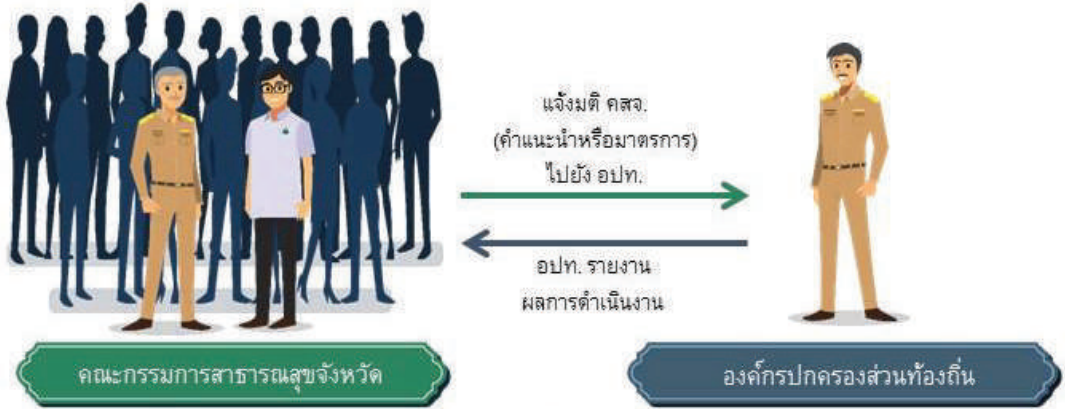 แจ้งมติ คสจ.
(คำแนะนำหรือมาตรการ)
ไปยัง อปท.
อปท. รายงาน
ผลการดำเนินงาน
คณะกรรมการสาธารณสุขจังหวัด
องค์กรปกครองส่วนท้องถิ่น